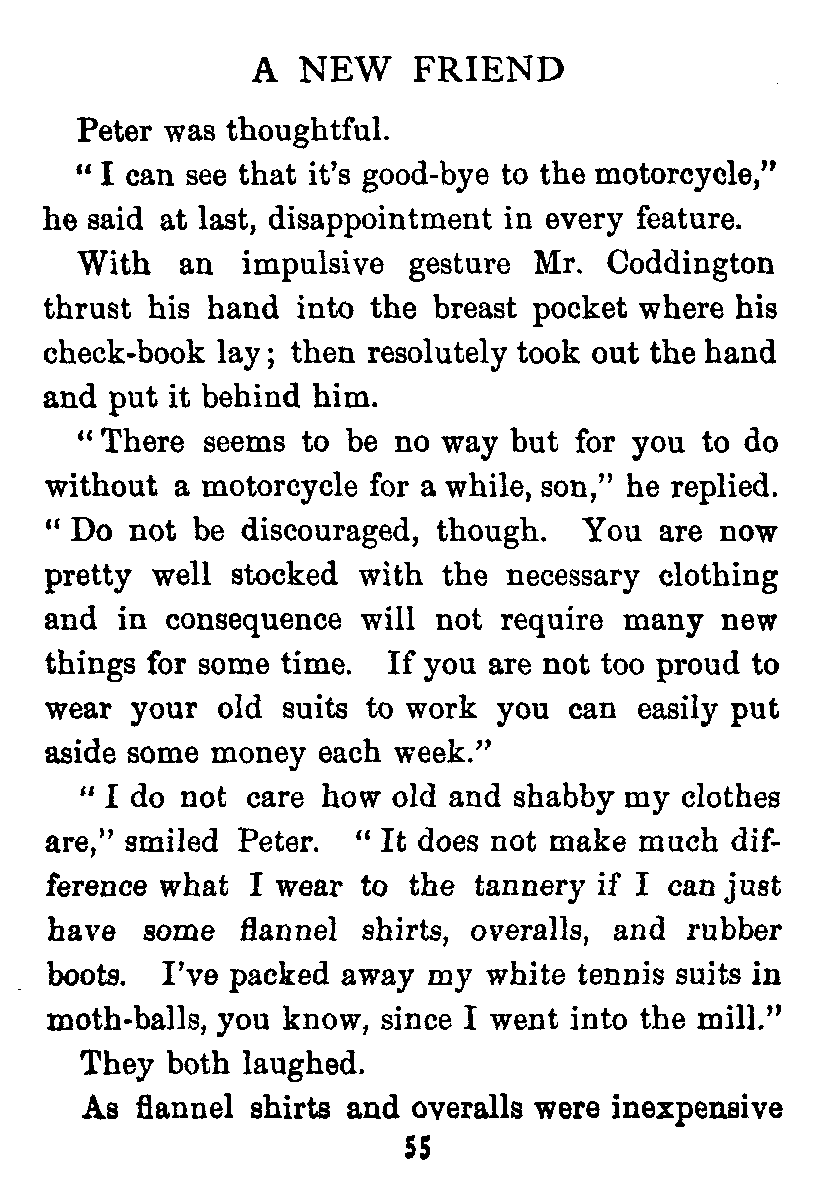 A NEW FRIEND
Peter was thoughtful.
“ I can see that it’s good-bye to the motorcycle,”
he said at last, disappointment in every feature.
With an impulsive gesture Mr. Coddington
thrust his hand into the breast pocket where his
check-book lay; then resolutely took out the hand
and put it behind him.
“ There seems to be no way but for you to do
without a motorcycle for a while, son,” he replied.
“ Do not be discouraged, though. You are now
pretty well stocked with the necessary clothing
and in consequence will not require many new
things for some time. If you are not too proud to
wear your old suits to work you can easily put
aside some money each week.”
“ I do not care how old and shabby my clothes
are,” smiled Peter. “ It does not make much dif-
ference what I wear to the tannery if I can just
have some flannel shirts, overalls, and rubber
boots. I’ve packed away my white tennis suits in
moth-balls, you know, since I went into the mill.”
They both laughed.
As flannel shirts and overalls were inexpensive
55